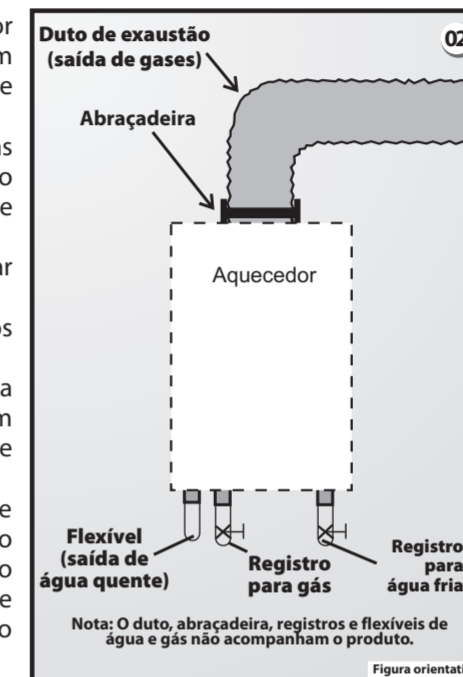 Duto de exaustão
(saída de gases)
02
Abraçadeira
Aquecedor
Flexível
(saída de
água quente)
Registro
para gás
Registro
para
água fria
Nota: O duto, abraçadeira, registros e flexíveis de
água e gás não acompanham o produto.
Figura